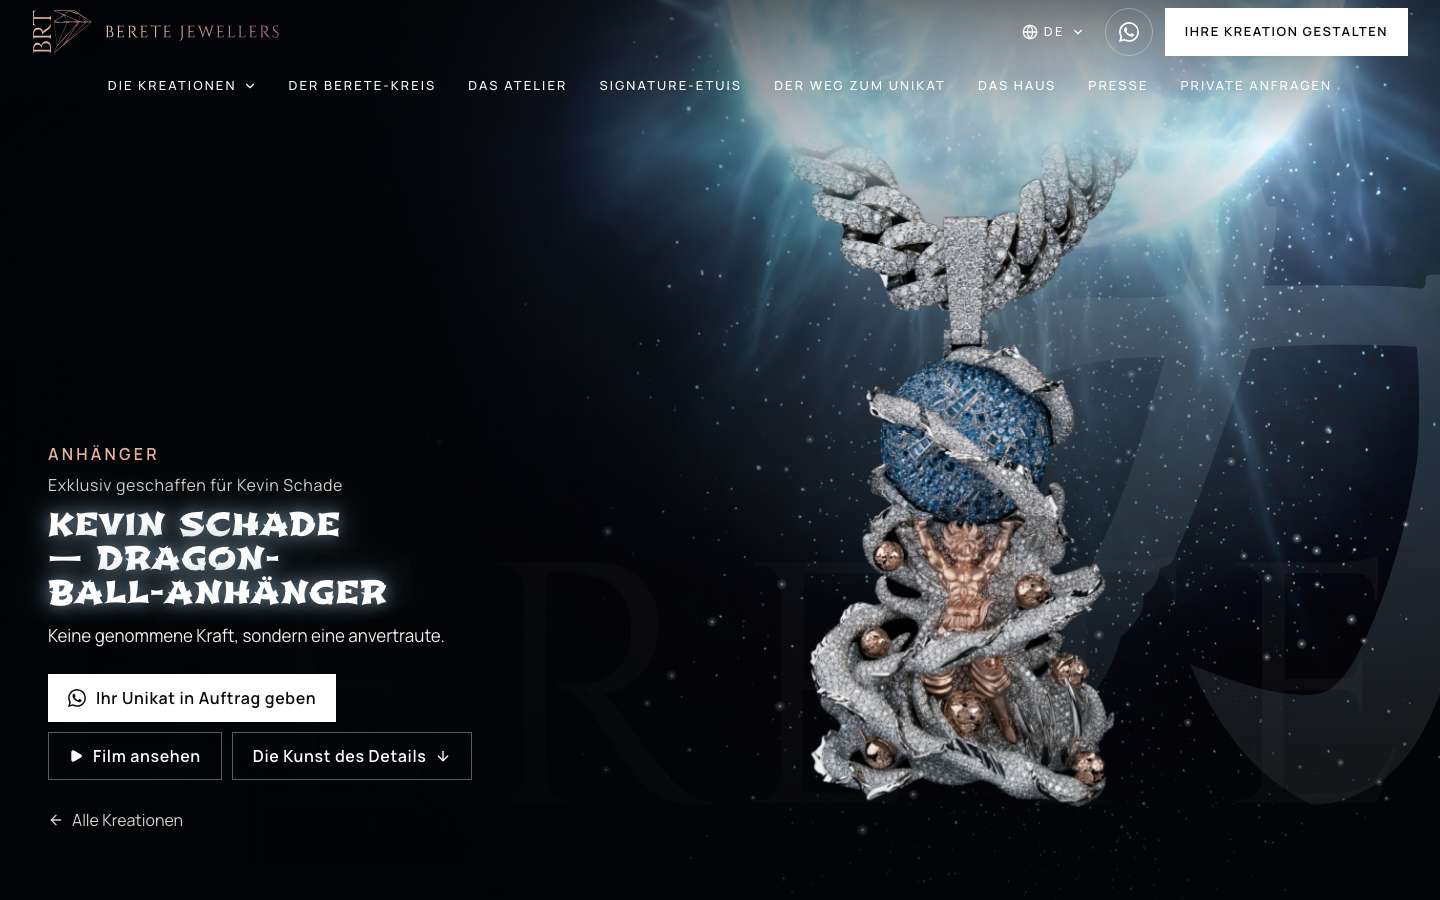 BRT BERETE JEWELLERS
DE
IHRE KREATION GESTALTEN
DIE KREATIONEN DER BERETE-KREIS DAS ATELIER SIGNATURE-ETUIS DER WEG ZUM UNIKAT DAS HAUS PRESSE PRIVATE ANFRAGEN
ANHÄNGER
Exklusiv geschaffen für Kevin Schade
KEVIN SCHADE
— DRAGON-
BALL-ANHÄNGER
Keine genommene Kraft, sondern eine anvertraute.
Ihr Unikat in Auftrag geben
Film ansehen Die Kunst des Details ↓
← Alle Kreationen